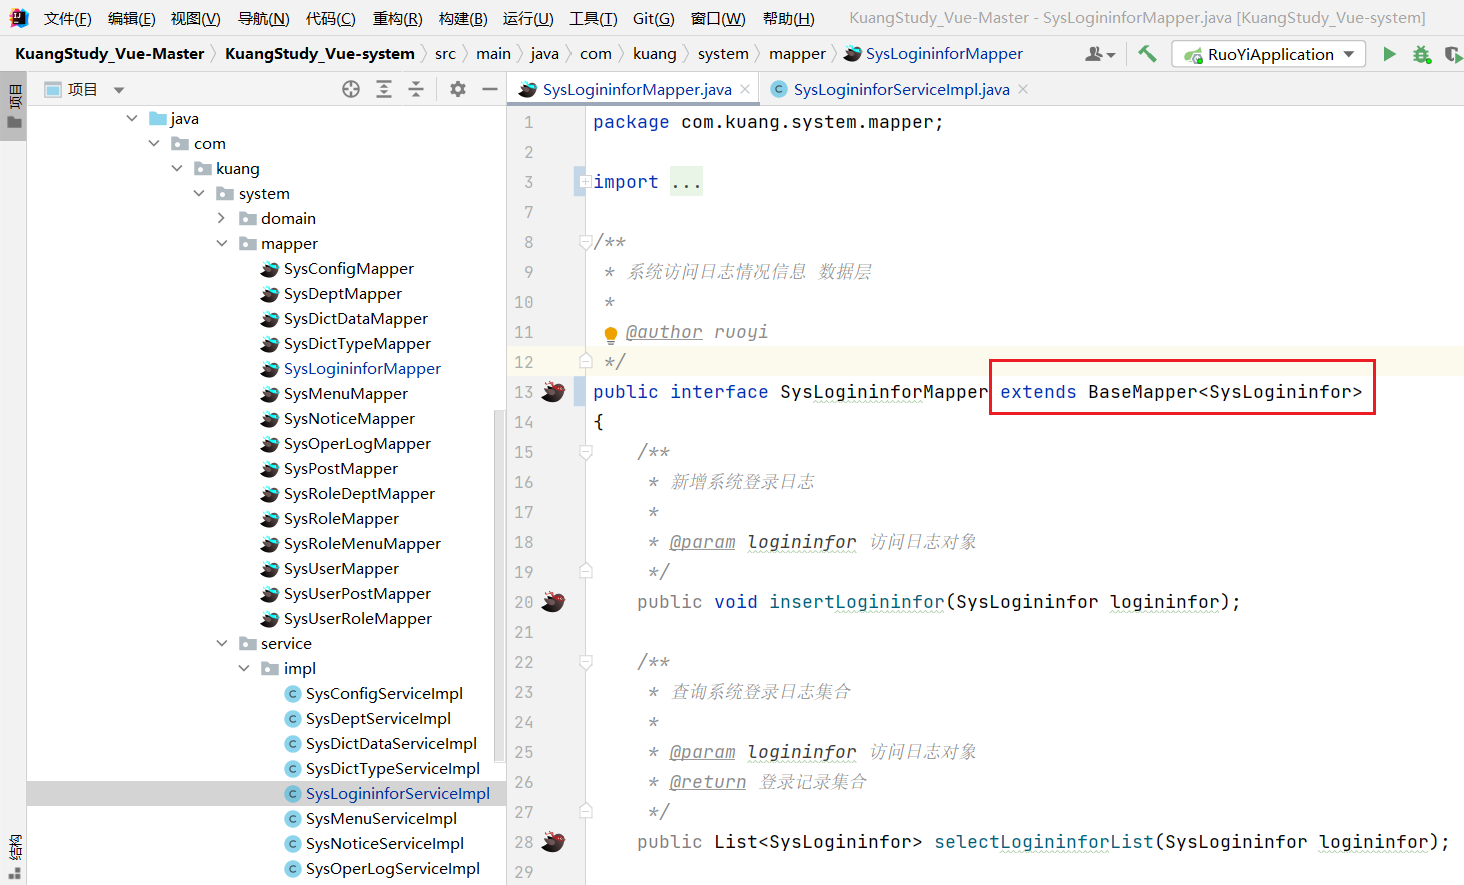 文件(F) 编辑(E) 视图(V) 导航(N) 代码(C) 重构(R) 构建(B) 运行(U) 工具(T) Git(G) 窗口(W) 帮助(H) KuangStudy_Vue-Master - SysLogininforMapper.java [KuangStudy_Vue-system]
KuangStudy_Vue-Master KuangStudy_Vue-system src main java com kuang system mapper SysLogininforMapper RuoYiApplication
项目
项目
java
com
kuang
system
domain
mapper
SysConfigMapper
SysDeptMapper
SysDictDataMapper
SysDictTypeMapper
SysLogininforMapper
SysMenuMapper
SysNoticeMapper
SysOperLogMapper
SysPostMapper
SysRoleDeptMapper
SysRoleMapper
SysRoleMenuMapper
SysUserMapper
SysUserPostMapper
SysUserRoleMapper
service
impl
SysConfigServiceImpl
SysDeptServiceImpl
SysDictDataServiceImpl
SysDictTypeServiceImpl
SysLogininforServiceImpl
SysMenuServiceImpl
SysNoticeServiceImpl
SysOperLogServiceImpl
结构
SysLogininforMapper.java SysLogininforServiceImpl.java
1 package com.kuang.system.mapper;
2
3 import ...
7
8 /**
9 * 系统访问日志情况信息 数据层
10 *
11 * @author ruoyi
12 */
13 public interface SysLogininforMapper extends BaseMapper<SysLogininfor>
14 {
15 /**
16 * 新增系统登录日志
17 *
18 * @param logininfor 访问日志对象
19 */
20 public void insertLogininfor(SysLogininfor logininfor);
21
22 /**
23 * 查询系统登录日志集合
24 *
25 * @param logininfor 访问日志对象
26 * @return 登录记录集合
27 */
28 public List<SysLogininfor> selectLogininforList(SysLogininfor logininfor);
29